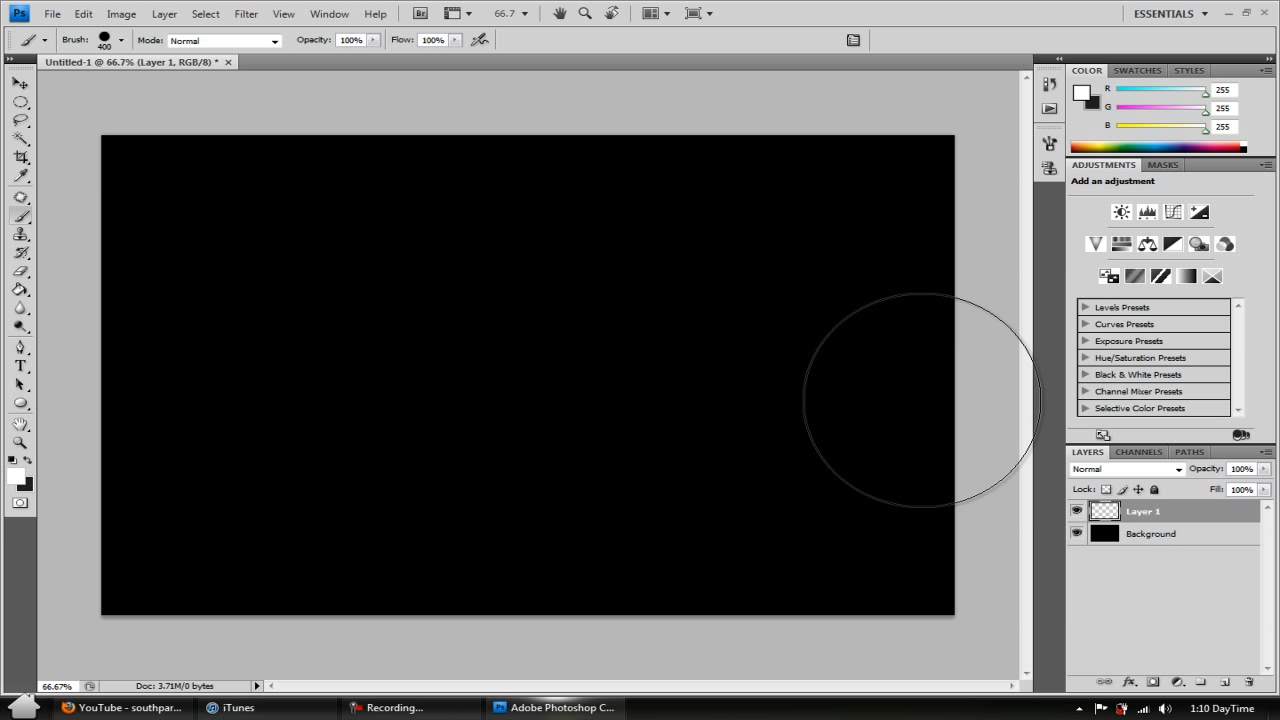 Ps File Edit Image Layer Select Filter Analysis View Window Help Br 66.7 ESSENTIALS
Brush: 400 Mode: Normal Opacity: 100% Flow: 100%
Untitled-1 @ 66.7% (Layer 1, RGB/8) * ×
COLOR SWATCHES STYLES
R 255
G 255
B 255
ADJUSTMENTS MASKS
Add an adjustment
Levels Presets
Curves Presets
Exposure Presets
Hue/Saturation Presets
Black & White Presets
Channel Mixer Presets
Selective Color Presets
LAYERS CHANNELS PATHS
Normal Opacity: 100%
Lock: Fill: 100%
Layer 1
Background
66.67% Doc: 3.71M/0 bytes
YouTube - southpar... iTunes Recording... Ps Adobe Photoshop C... 1:10 DayTime